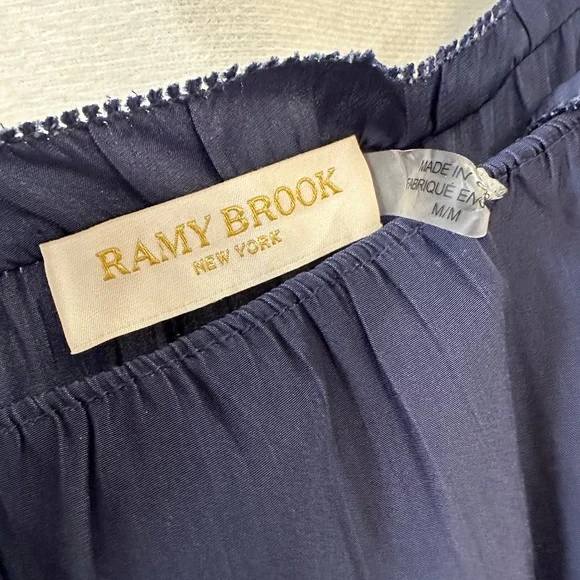 RAMY BROOK
NEW YORK
MADE IN
FABRIQUÉ EN
M/M